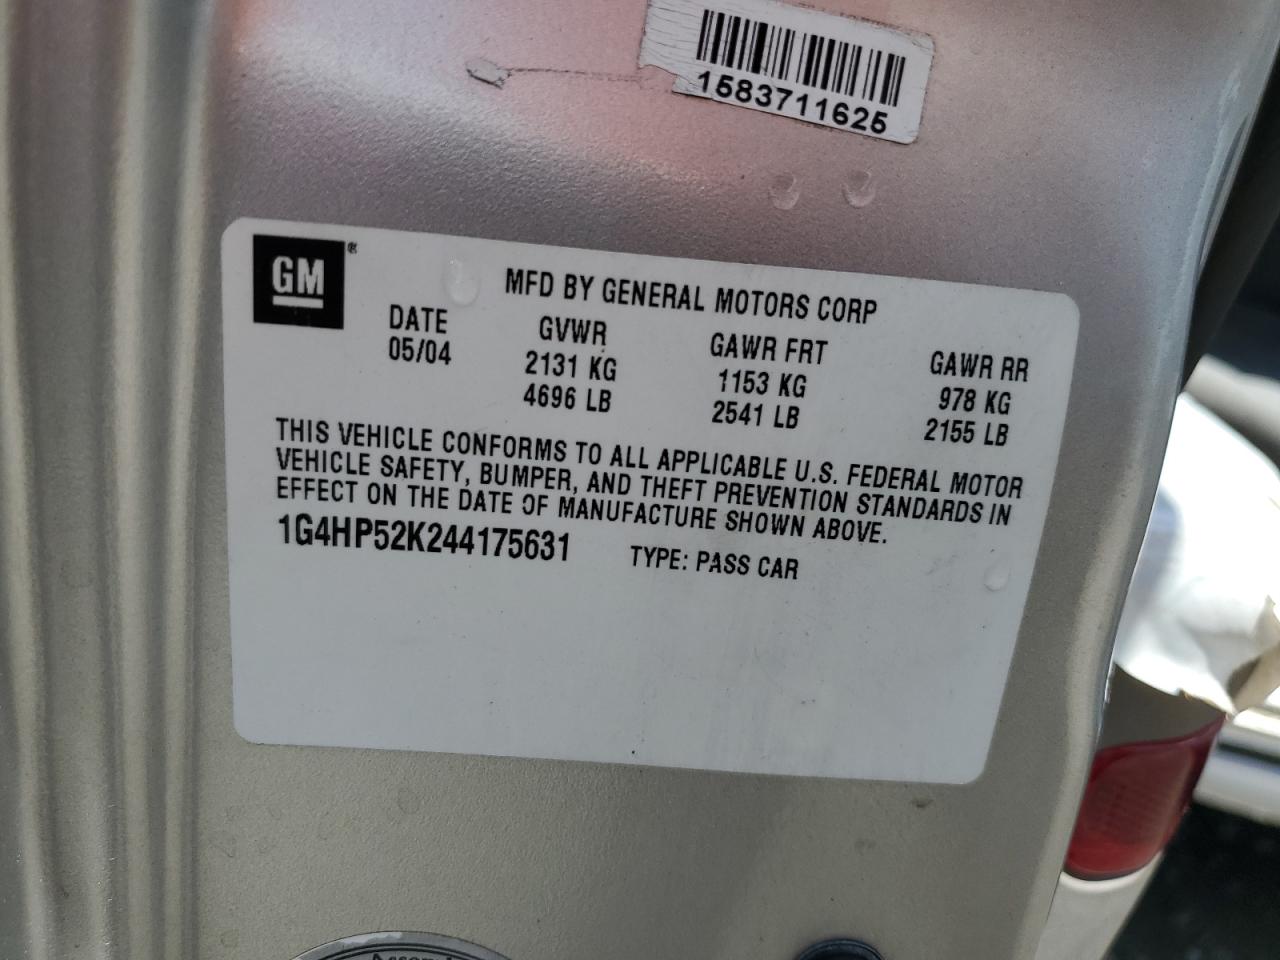 1583711625
GM®
MFD BY GENERAL MOTORS CORP
DATE GVWR GAWR FRT GAWR RR
05/04 2131 KG 1153 KG 978 KG
4696 LB 2541 LB 2155 LB
THIS VEHICLE CONFORMS TO ALL APPLICABLE U.S. FEDERAL MOTOR
VEHICLE SAFETY, BUMPER, AND THEFT PREVENTION STANDARDS IN
EFFECT ON THE DATE OF MANUFACTURE SHOWN ABOVE.
1G4HP52K244175631 TYPE: PASS CAR